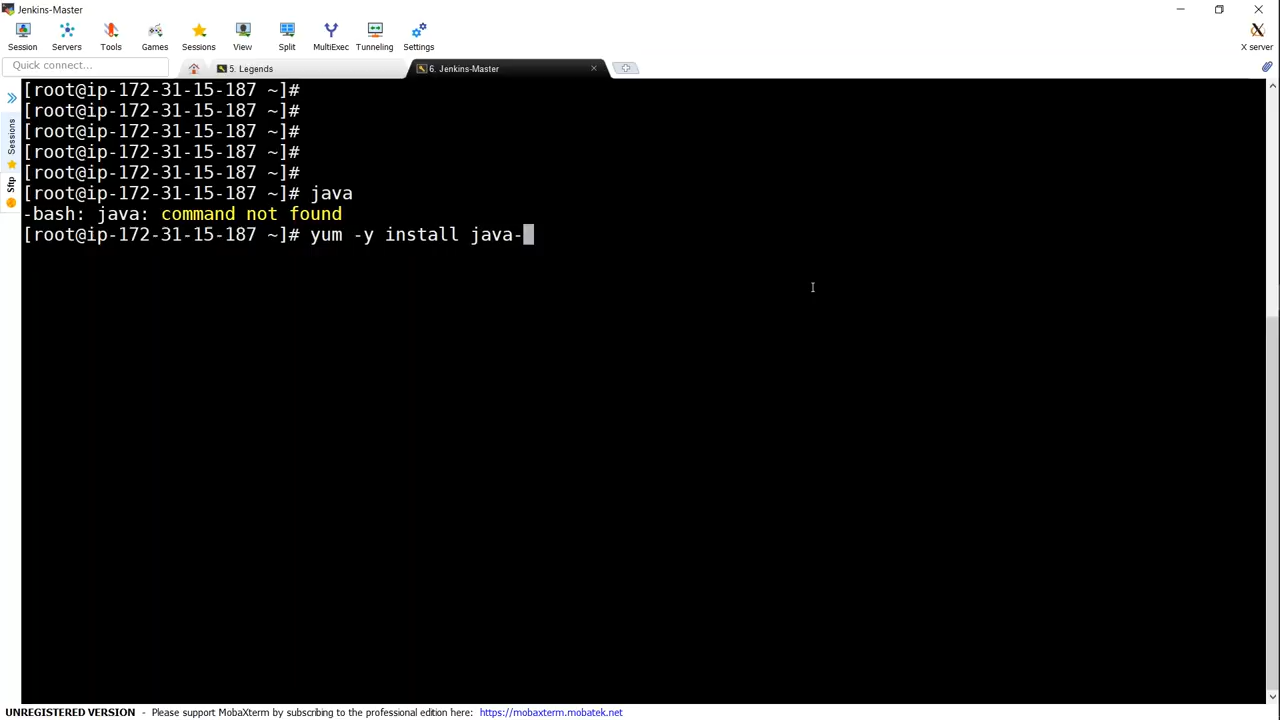 Jenkins-Master
Session Servers Tools Games Sessions View Split MultiExec Tunneling Settings X server
Quick connect... 5. Legends 6. Jenkins-Master
Sessions
Sftp
[root@ip-172-31-15-187 ~]#
[root@ip-172-31-15-187 ~]#
[root@ip-172-31-15-187 ~]#
[root@ip-172-31-15-187 ~]#
[root@ip-172-31-15-187 ~]#
[root@ip-172-31-15-187 ~]# java
-bash: java: command not found
[root@ip-172-31-15-187 ~]# yum -y install java-
UNREGISTERED VERSION - Please support MobaXterm by subscribing to the professional edition here: https://mobaxterm.mobatek.net